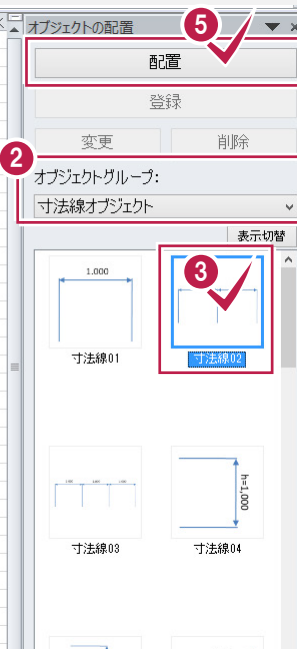 オブジェクトの配置
5
配置
登録
変更 削除
2
オブジェクトグループ:
寸法線オブジェクト
表示切替
3
1.000
寸法線01 寸法線02
h=1.000
寸法線03 寸法線04